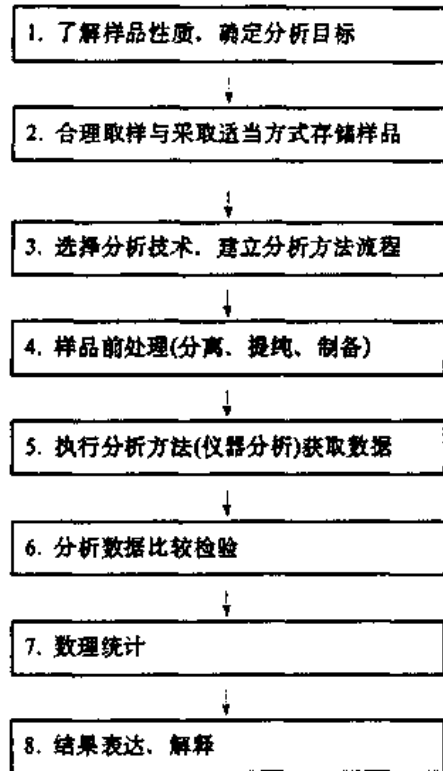 1. 了解样品性质、确定分析目标
2. 合理取样与采取适当方式存储样品
3. 选择分析技术、建立分析方法流程
4. 样品前处理(分离、提纯、制备)
5. 执行分析方法(仪器分析)获取数据
6. 分析数据比较检验
7. 数理统计
8. 结果表达、解释